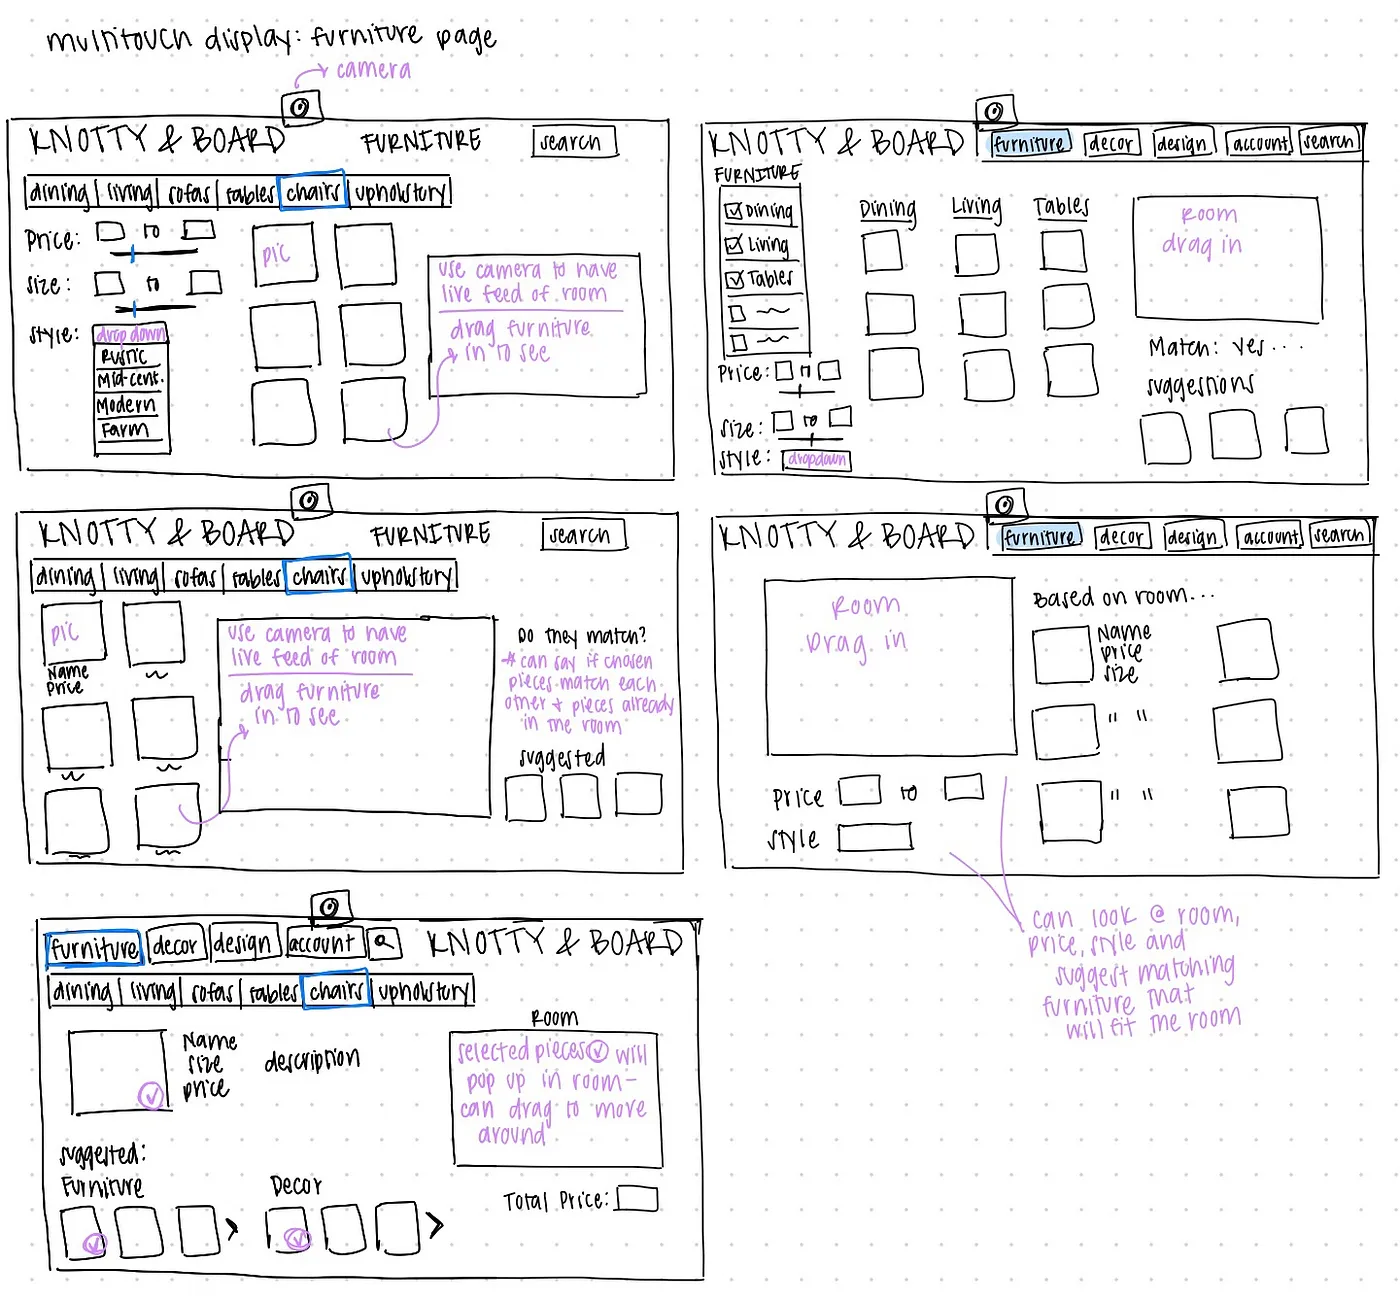 multitouch display: furniture page
camera
KNOTTY & BOARD FURNITURE search
dining living sofas tables chairs upholstery
Price: to
size: to
style: drop down
Rustic
Mid-cent.
Modern
Farm
pic
use camera to have
live feed of room
drag furniture
in to see
KNOTTY & BOARD furniture decor design account search
FURNITURE
Dining
Living
Tables
Price: to
size: to
style: dropdown
Dining Living Tables
Room
drag in
Match: yes....
suggestions
KNOTTY & BOARD FURNITURE search
dining living sofas tables chairs upholstery
pic
Name
price
use camera to have
live feed of room
drag furniture
in to see
Do they match?
* can say if chosen
pieces match each
other + pieces already
in the room
suggested
KNOTTY & BOARD furniture decor design account search
Room
Drag in
price to
style
Based on room...
Name
price
size
" "
" "
can look @ room,
price, style and
suggest matching
furniture that
will fit the room
furniture decor design account KNOTTY & BOARD
dining living sofas tables chairs upholstery
Name
size
price
description
Room
selected pieces will
pop up in room-
can drag to move
around
suggested:
Furniture
Decor
Total Price: